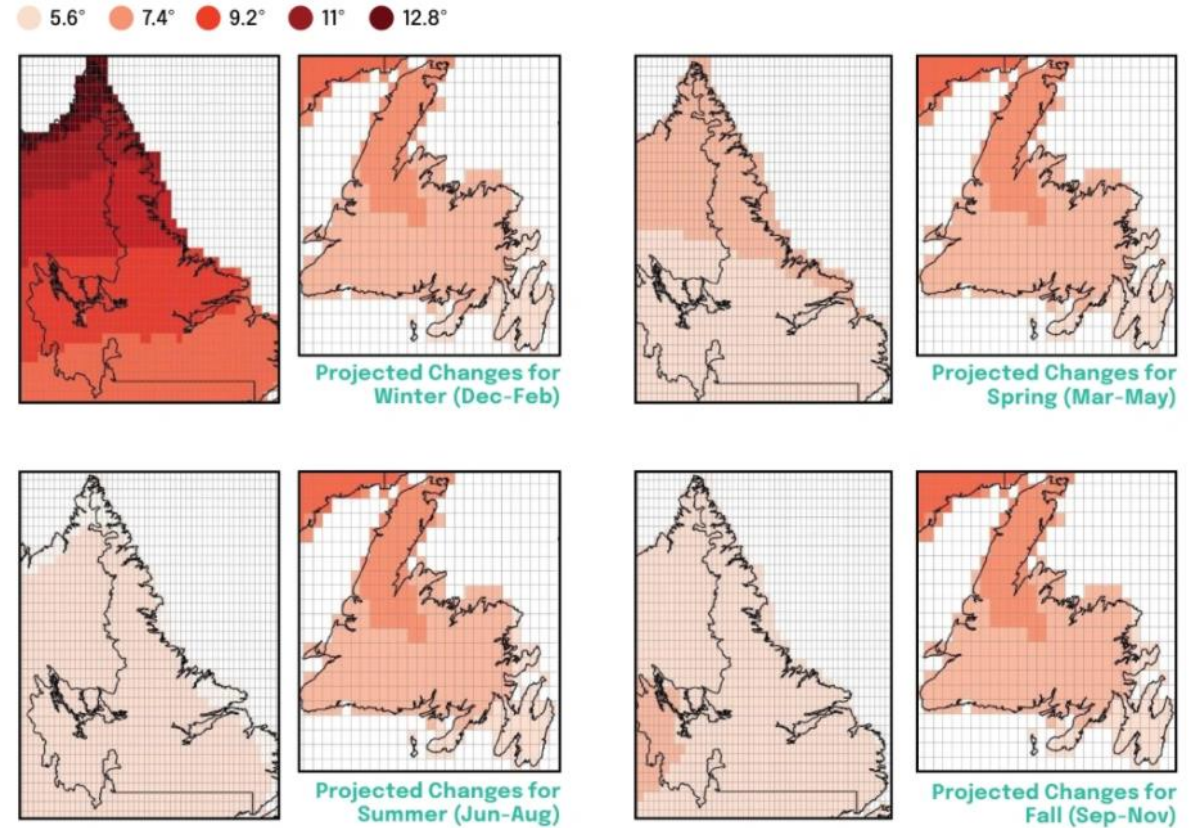 5.6° 7.4° 9.2° 11° 12.8°
Projected Changes for
Winter (Dec-Feb)
Projected Changes for
Spring (Mar-May)
Projected Changes for
Summer (Jun-Aug)
Projected Changes for
Fall (Sep-Nov)